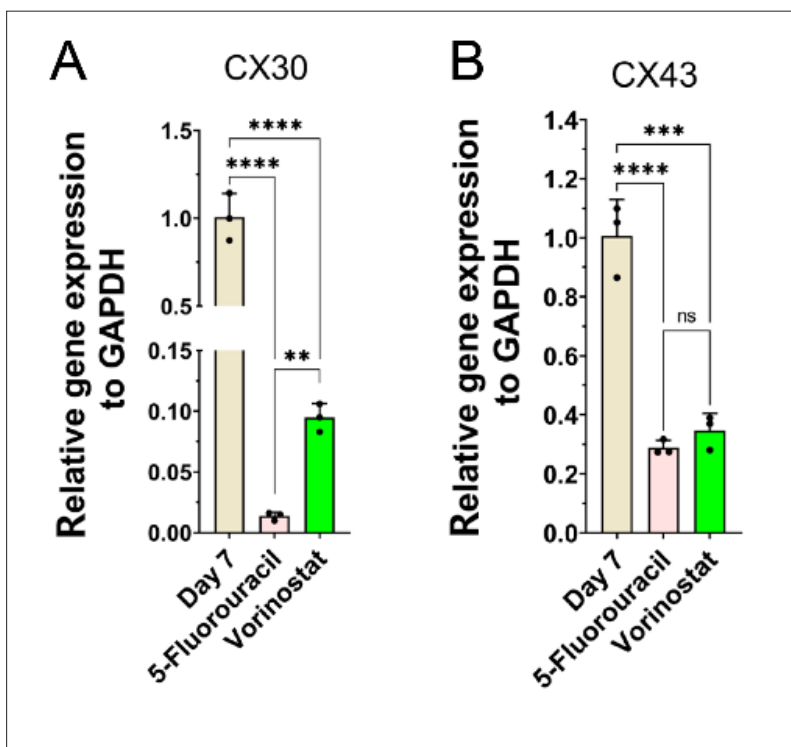 A
CX30
Relative gene expression
to GAPDH
1.5
1.0
0.5
0.15
0.10
0.05
0.00
****
****
**
Day 7
5-Fluorouracil
Vorinostat
B
CX43
Relative gene expression
to GAPDH
1.4
1.2
1.0
0.8
0.6
0.4
0.2
0.0
***
****
ns
Day 7
5-Fluorouracil
Vorinostat